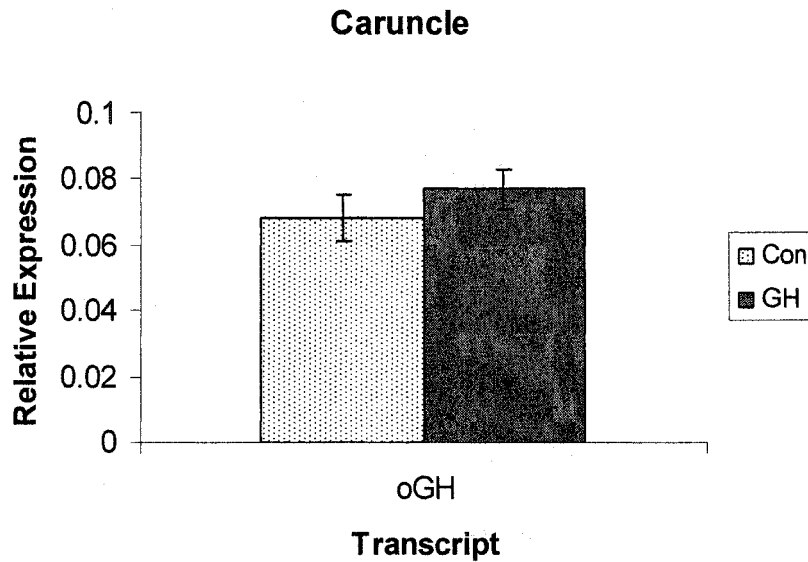 Caruncle
Relative Expression
0.1
0.08
0.06
0.04
0.02
0
oGH
Transcript
Con
GH